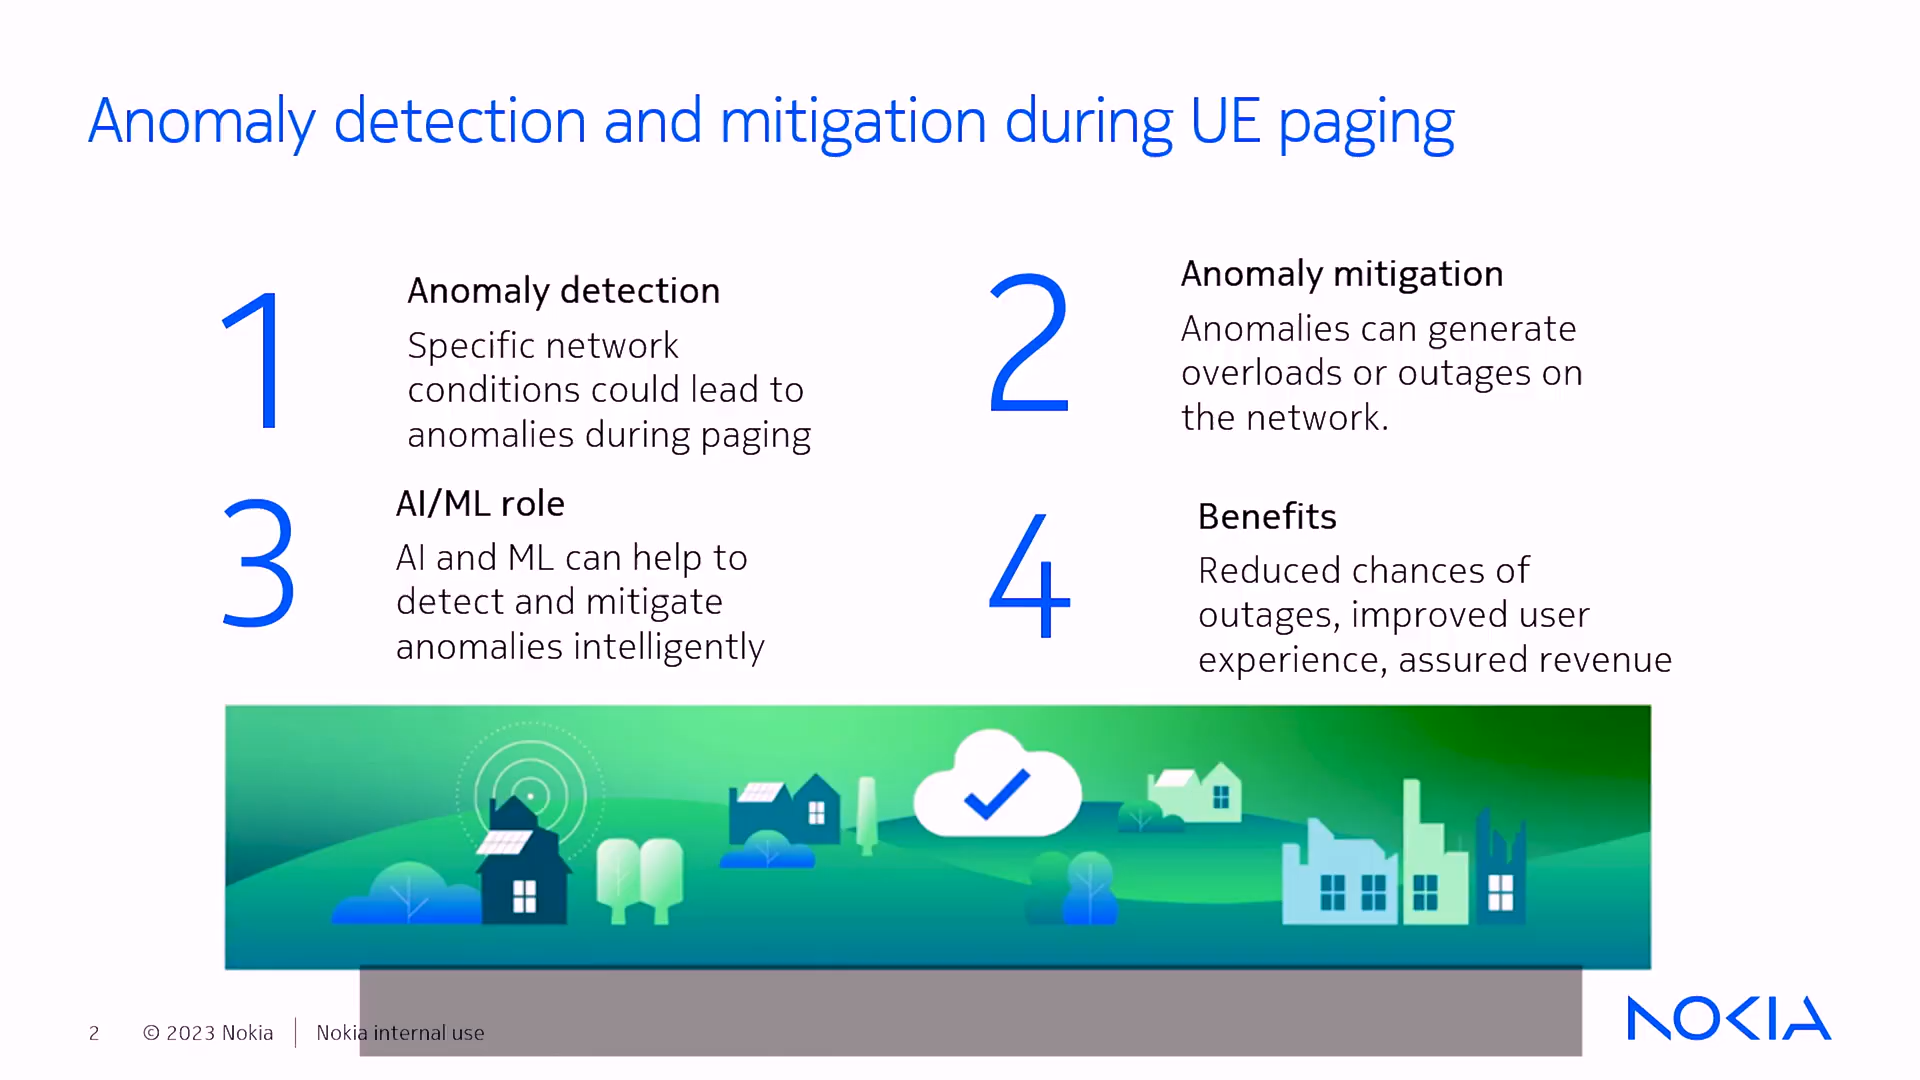 Anomaly detection and mitigation during UE paging
1
Anomaly detection
Specific network
conditions could lead to
anomalies during paging
2
Anomaly mitigation
Anomalies can generate
overloads or outages on
the network.
3
AI/ML role
AI and ML can help to
detect and mitigate
anomalies intelligently
4
Benefits
Reduced chances of
outages, improved user
experience, assured revenue
2 © 2023 Nokia Nokia internal use
NOKIA